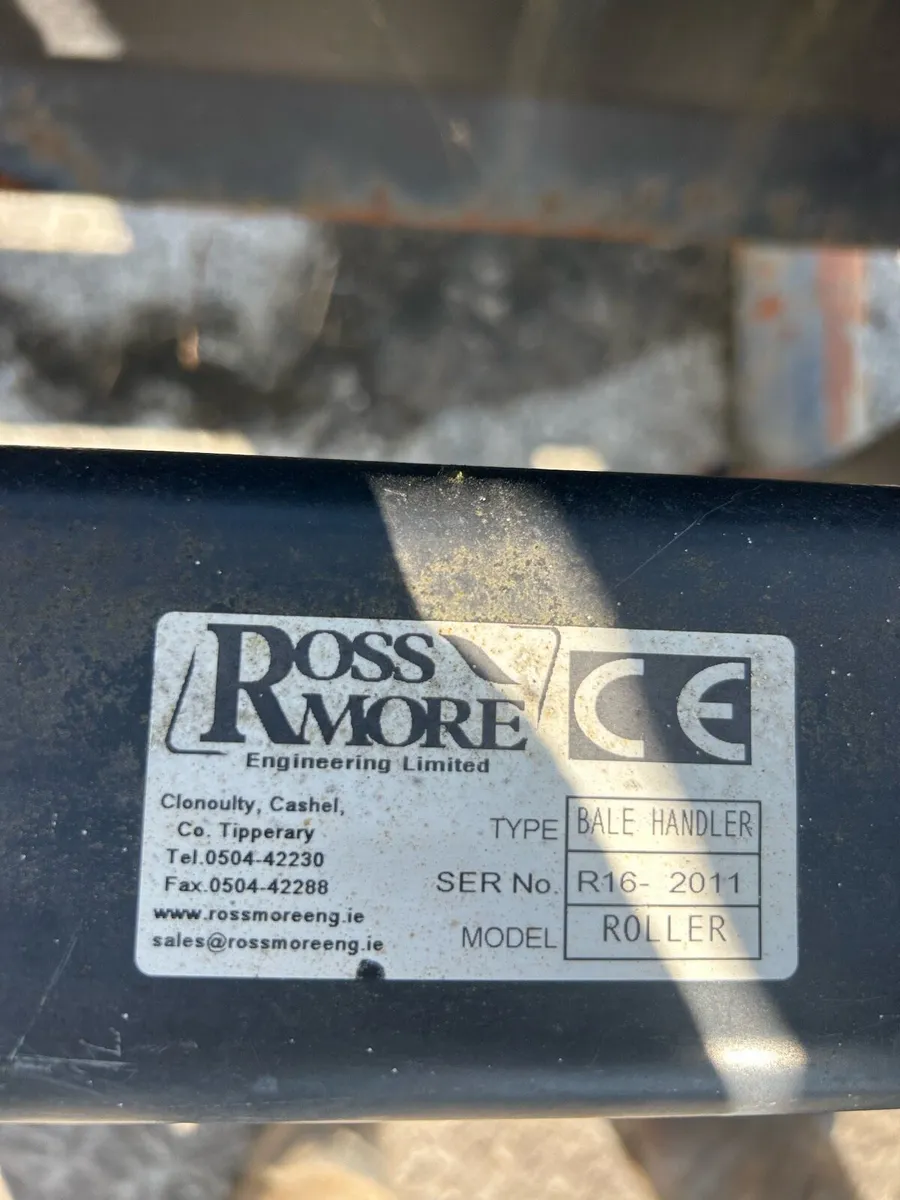 ROSS
MORE
Engineering Limited
CE
Clonoulty, Cashel,
Co. Tipperary
Tel.0504-42230
Fax.0504-42288
www.rossmoreeng.ie
sales@rossmoreeng.ie
TYPE BALE HANDLER
SER No. R16- 2011
MODEL ROLLER